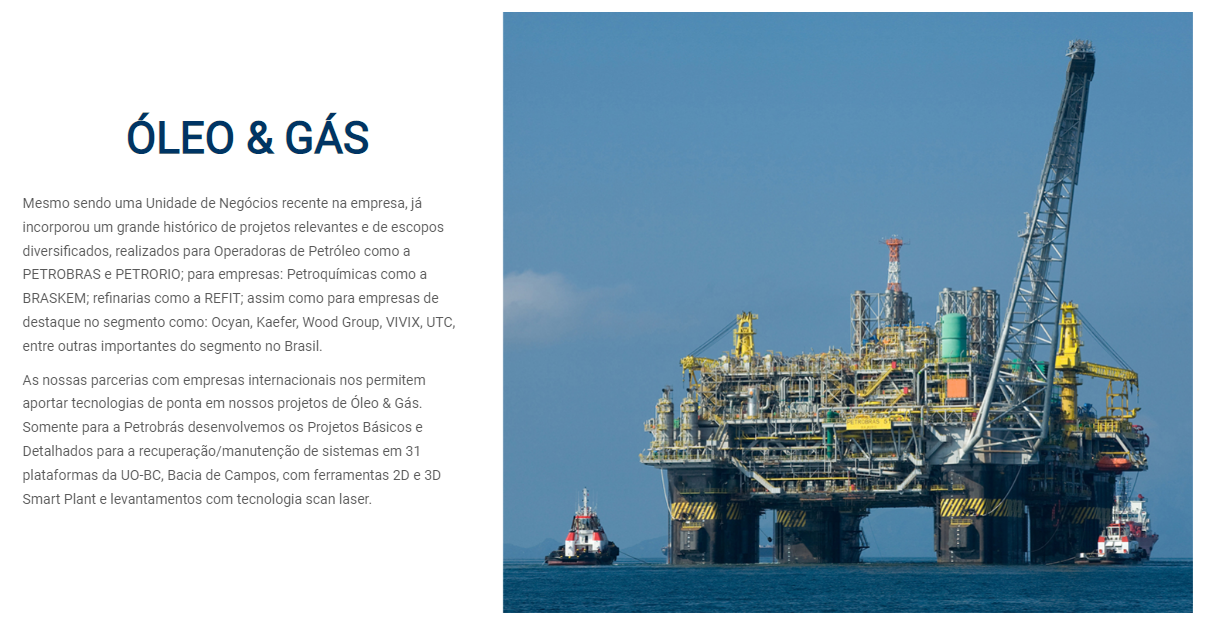 ÓLEO & GÁS
Mesmo sendo uma Unidade de Negócios recente na empresa, já
incorporou um grande histórico de projetos relevantes e de escopos
diversificados, realizados para Operadoras de Petróleo como a
PETROBRAS e PETRORIO; para empresas: Petroquímicas como a
BRASKEM; refinarias como a REFIT; assim como para empresas de
destaque no segmento como: Ocyan, Kaefer, Wood Group, VIVIX, UTC,
entre outras importantes do segmento no Brasil.
As nossas parcerias com empresas internacionais nos permitem
aportar tecnologias de ponta em nossos projetos de Óleo & Gás.
Somente para a Petrobrás desenvolvemos os Projetos Básicos e
Detalhados para a recuperação/manutenção de sistemas em 31
plataformas da UO-BC, Bacia de Campos, com ferramentas 2D e 3D
Smart Plant e levantamentos com tecnologia scan laser.
PETROBRAS